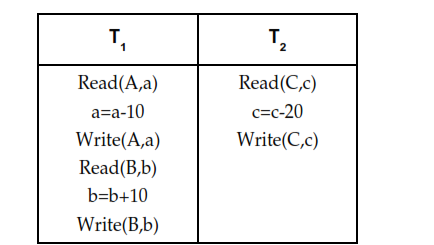 T₁ T₂
Read(A,a) Read(C,c)
a=a-10 c=c-20
Write(A,a) Write(C,c)
Read(B,b)
b=b+10
Write(B,b)